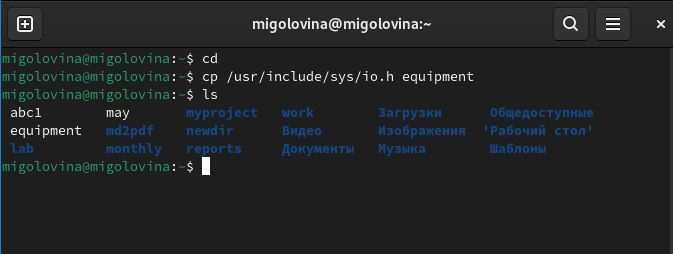 migolovina@migolovina:~
migolovina@migolovina:~$ cd
migolovina@migolovina:~$ cp /usr/include/sys/io.h equipment
migolovina@migolovina:~$ ls
abc1 may myproject work Загрузки Общедоступные
equipment md2pdf newdir Видео Изображения 'Рабочий стол'
lab monthly reports Документы Музыка Шаблоны
migolovina@migolovina:~$